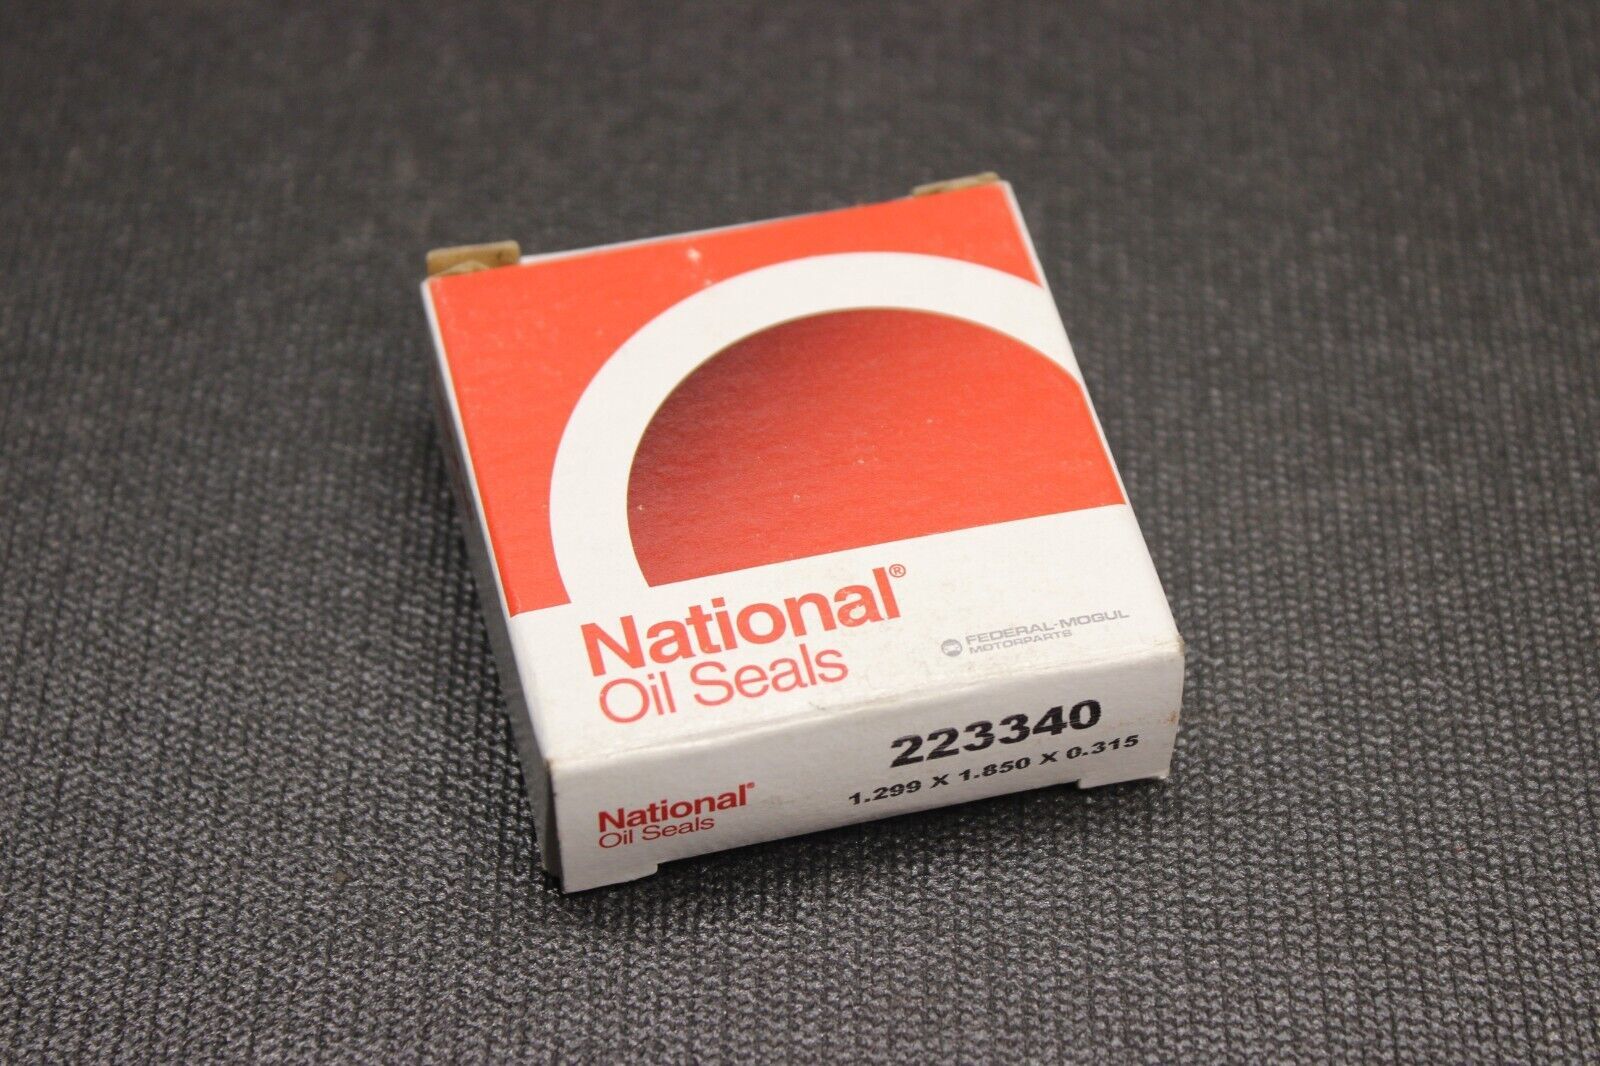 National®
Oil Seals
FEDERAL-MOGUL
MOTORPARTS
223340
1.299 X 1.850 X 0.315
National®
Oil Seals